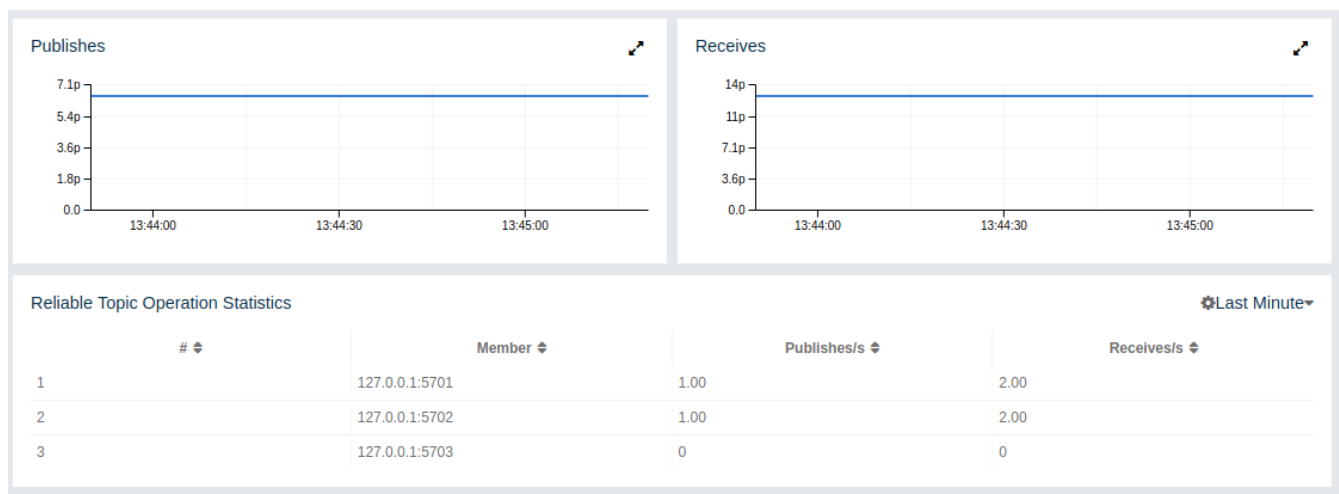 Publishes
7.1p
5.4p
3.6p
1.8p
0.0
13:44:00 13:44:30 13:45:00
Receives
14p
11p
7.1p
3.6p
0.0
13:44:00 13:44:30 13:45:00
Reliable Topic Operation Statistics Last Minute
# Member Publishes/s Receives/s
1 127.0.0.1:5701 1.00 2.00
2 127.0.0.1:5702 1.00 2.00
3 127.0.0.1:5703 0 0